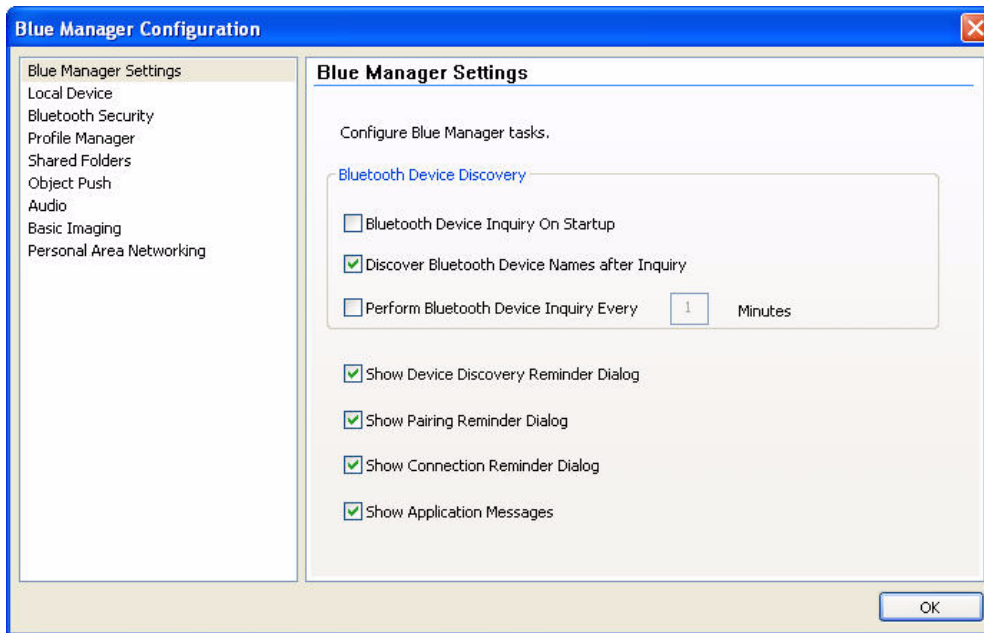 Blue Manager Configuration
Blue Manager Settings
Local Device
Bluetooth Security
Profile Manager
Shared Folders
Object Push
Audio
Basic Imaging
Personal Area Networking
Blue Manager Settings
Configure Blue Manager tasks.
Bluetooth Device Discovery
Bluetooth Device Inquiry On Startup
Discover Bluetooth Device Names after Inquiry
Perform Bluetooth Device Inquiry Every 1 Minutes
Show Device Discovery Reminder Dialog
Show Pairing Reminder Dialog
Show Connection Reminder Dialog
Show Application Messages
OK